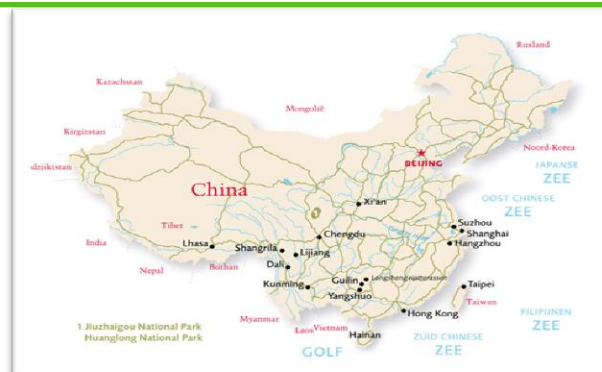 Rusland
Kazachstan
Mongolië
Kirgizstan
Noord-Korea
BEIJING
JAPANSE
ZEE
China
OOST CHINESE
ZEE
Xi'an
1
Tibet
Suzhou
Shanghai
Hangzhou
Chengdu
India
Lhasa
Shangrila
Lijiang
Nepal
Bothan
Dali
Kunming
Guilin
Yangshuo
Taipei
Taiwan
FILIPIJNEN
ZEE
Myanmar
Laos
Vietnam
Hong Kong
Hainan
ZUID CHINESE
ZEE
GOLF
1 Jiuzhaigou National Park
Huanglong National Park